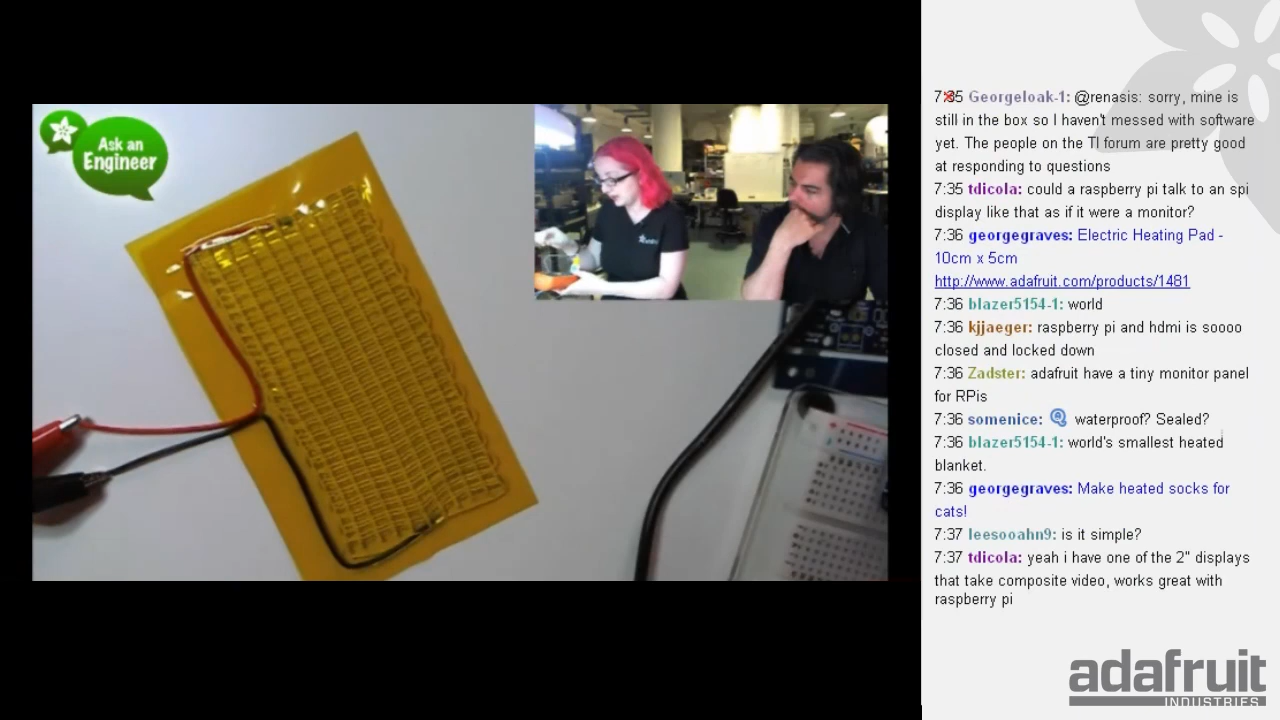 Ask an
Engineer
7:35 Georgeloak-1: @renasis: sorry, mine is
still in the box so I haven't messed with software
yet. The people on the TI forum are pretty good
at responding to questions
7:35 tdicola: could a raspberry pi talk to an spi
display like that as if it were a monitor?
7:36 georgegraves: Electric Heating Pad -
10cm x 5cm
http://www.adafruit.com/products/1481
7:36 blazer5154-1: world
7:36 kjjaeger: raspberry pi and hdmi is soooo
closed and locked down
7:36 Zadster: adafruit have a tiny monitor panel
for RPis
7:36 somenice: waterproof? Sealed?
7:36 blazer5154-1: world's smallest heated
blanket.
7:36 georgegraves: Make heated socks for
cats!
7:37 leesooahn9: is it simple?
7:37 tdicola: yeah i have one of the 2" displays
that take composite video, works great with
raspberry pi
adafruit
INDUSTRIES